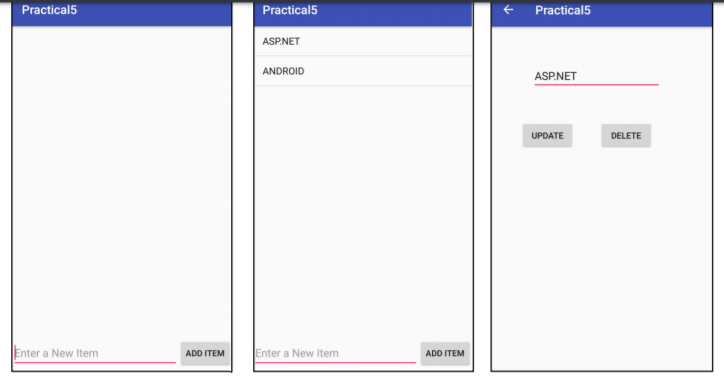 Practical5
Enter a New Item
ADD ITEM
Practical5
ASP.NET
ANDROID
Enter a New Item
ADD ITEM
Practical5
ASP.NET
UPDATE
DELETE